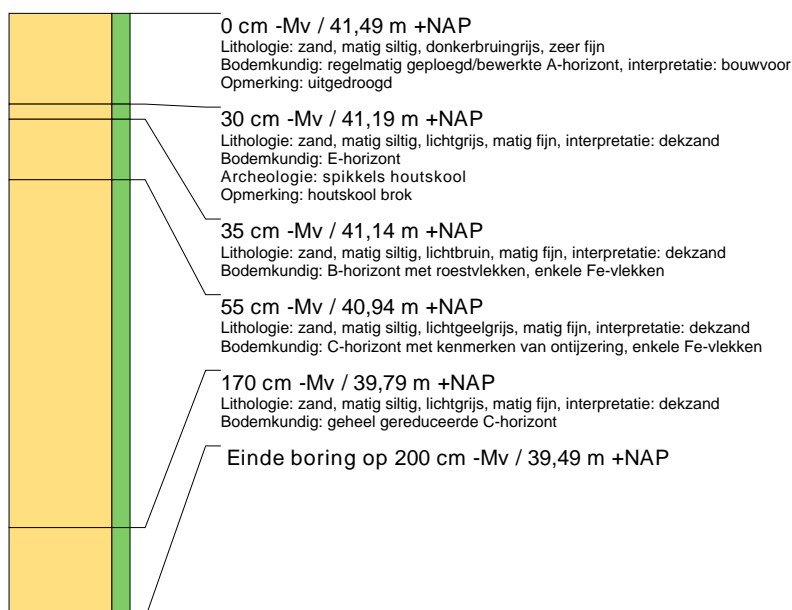 0 cm -Mv / 41,49 m +NAP
Lithologie: zand, matig siltig, donkerbruingrijs, zeer fijn
Bodemkundig: regelmatig geploegd/bewerkte A-horizont, interpretatie: bouwvoor
Opmerking: uitgedroogd
30 cm -Mv / 41,19 m +NAP
Lithologie: zand, matig siltig, lichtgrijs, matig fijn, interpretatie: dekzand
Bodemkundig: E-horizont
Archeologie: spikkels houtskool
Opmerking: houtskool brok
35 cm -Mv / 41,14 m +NAP
Lithologie: zand, matig siltig, lichtbruin, matig fijn, interpretatie: dekzand
Bodemkundig: B-horizont met roestvlekken, enkele Fe-vlekken
55 cm -Mv / 40,94 m +NAP
Lithologie: zand, matig siltig, lichtgeelgrijs, matig fijn, interpretatie: dekzand
Bodemkundig: C-horizont met kenmerken van ontijzering, enkele Fe-vlekken
170 cm -Mv / 39,79 m +NAP
Lithologie: zand, matig siltig, lichtgrijs, matig fijn, interpretatie: dekzand
Bodemkundig: geheel gereduceerde C-horizont
Einde boring op 200 cm -Mv / 39,49 m +NAP